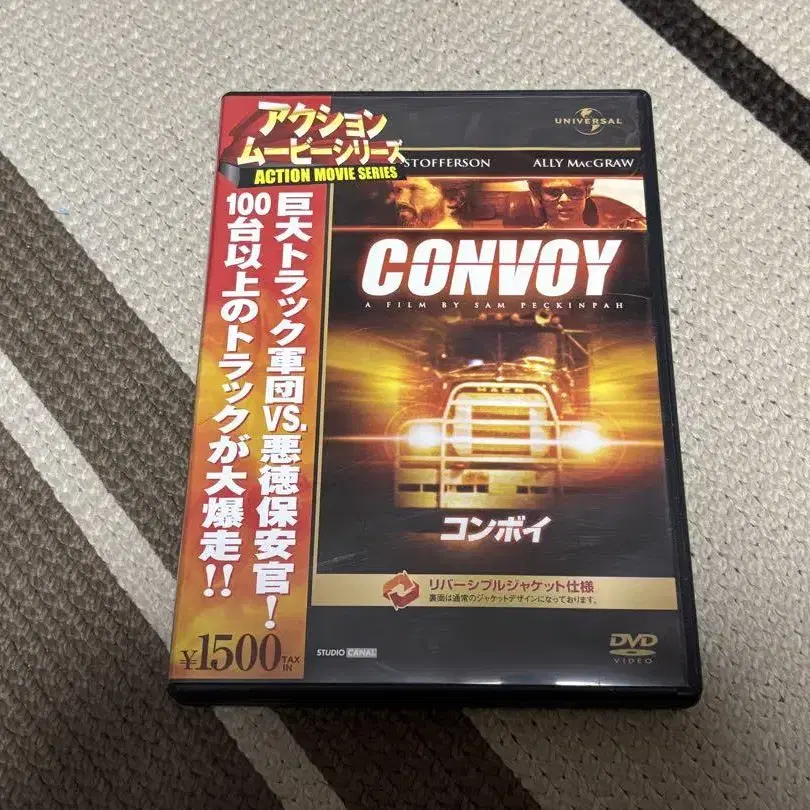 アクション
ムービーシリーズ
ACTION MOVIE SERIES
巨大トラック軍団VS.悪徳保安官!
100台以上のトラックが大爆走!!
¥1500 TAX IN
UNIVERSAL
STOFFERSON ALLY MACGRAW
CONVOY
A FILM BY SAM PECKINPAH
MACK
コンボイ
リバーシブルジャケット仕様
裏面は通常のジャケットデザインになっております。
STUDIO CANAL
DVD
VIDEO